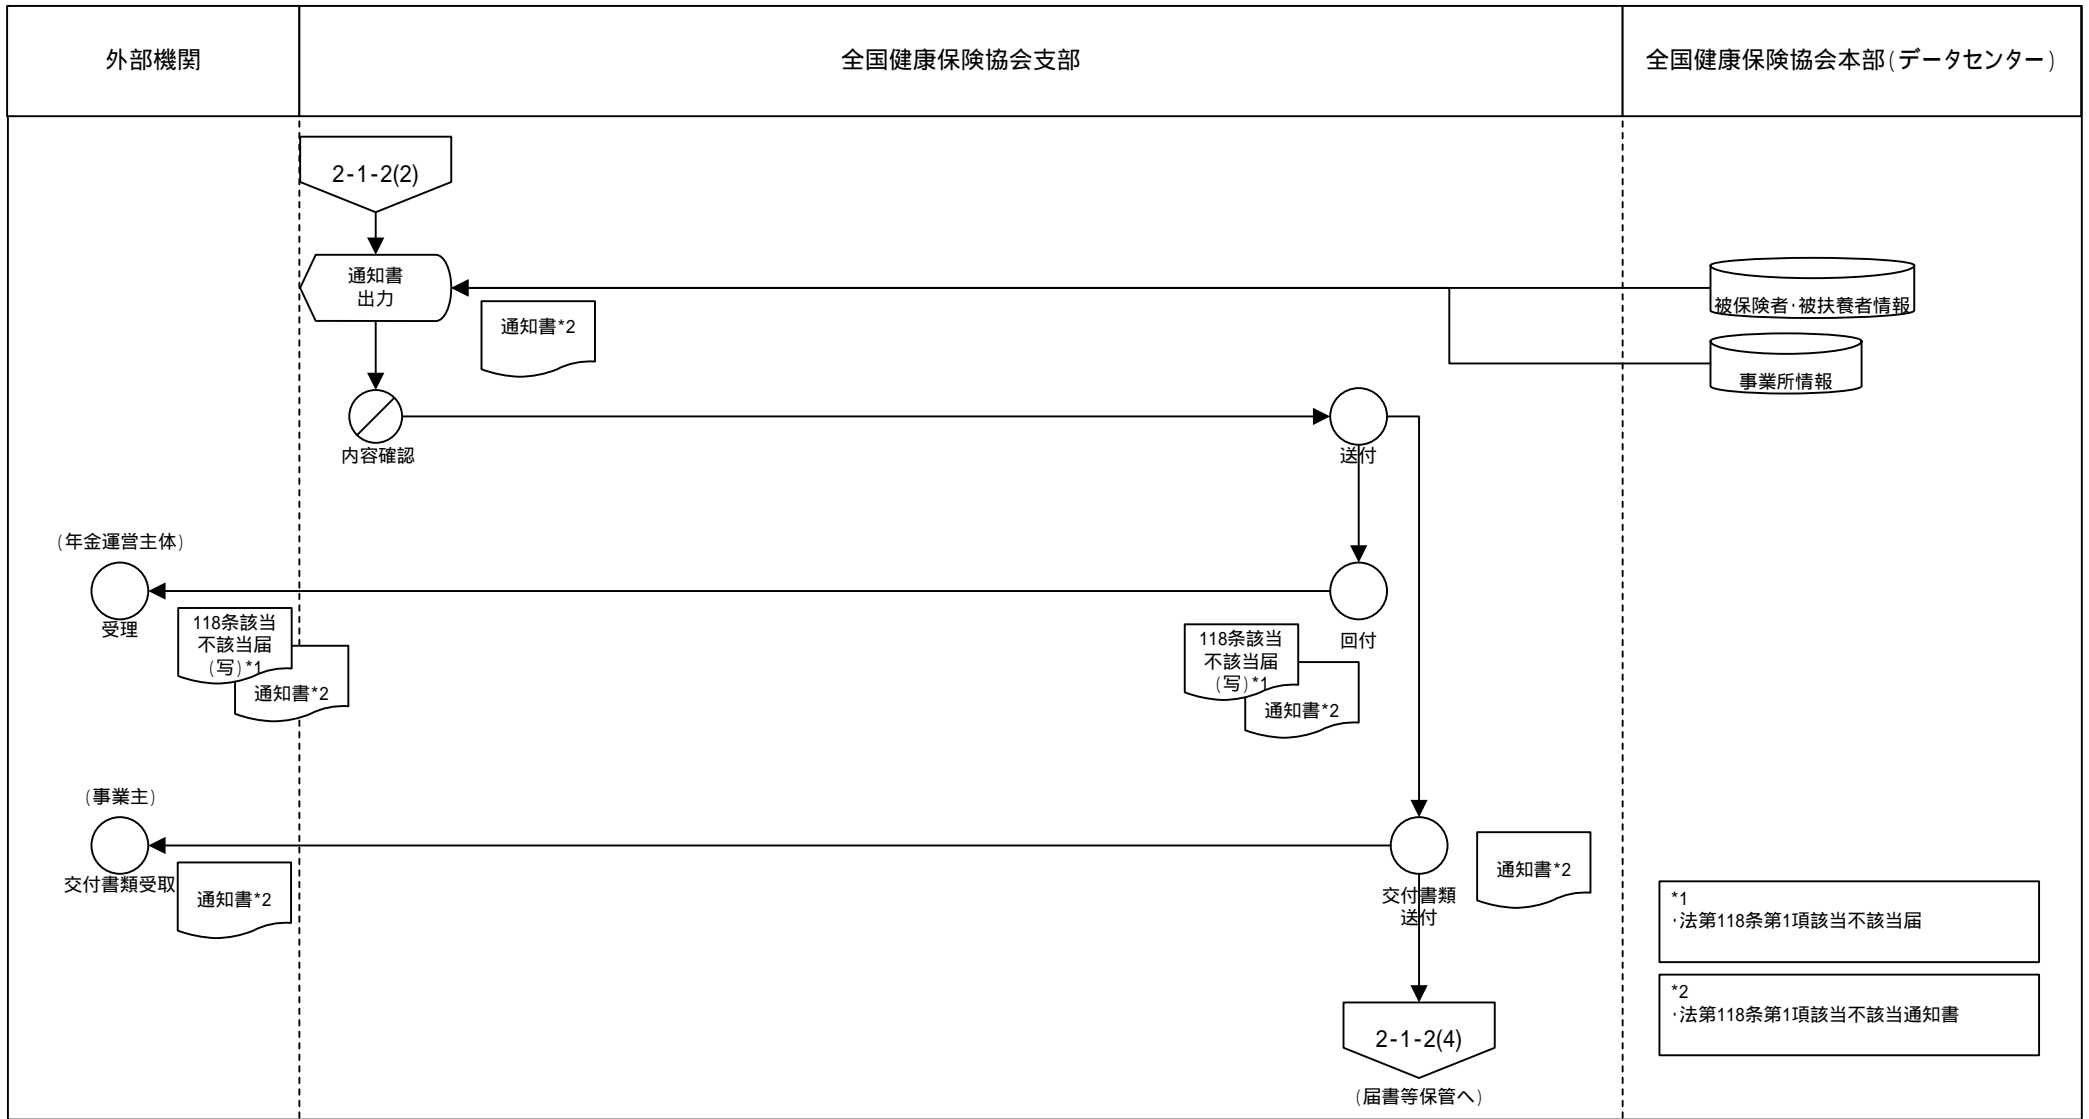 外部機関
全国健康保険協会支部
全国健康保険協会本部(データセンター)
2-1-2(2)
通知書
出力
通知書*2
被保険者・被扶養者情報
事業所情報
内容確認
送付
(年金運営主体)
受理
118条該当
不該当届
(写)*1
通知書*2
118条該当
不該当届
(写)*1
通知書*2
回付
(事業主)
交付書類受取
通知書*2
交付書類
送付
通知書*2
*1
・法第118条第1項該当不該当届
*2
・法第118条第1項該当不該当通知書
2-1-2(4)
(届書等保管へ)